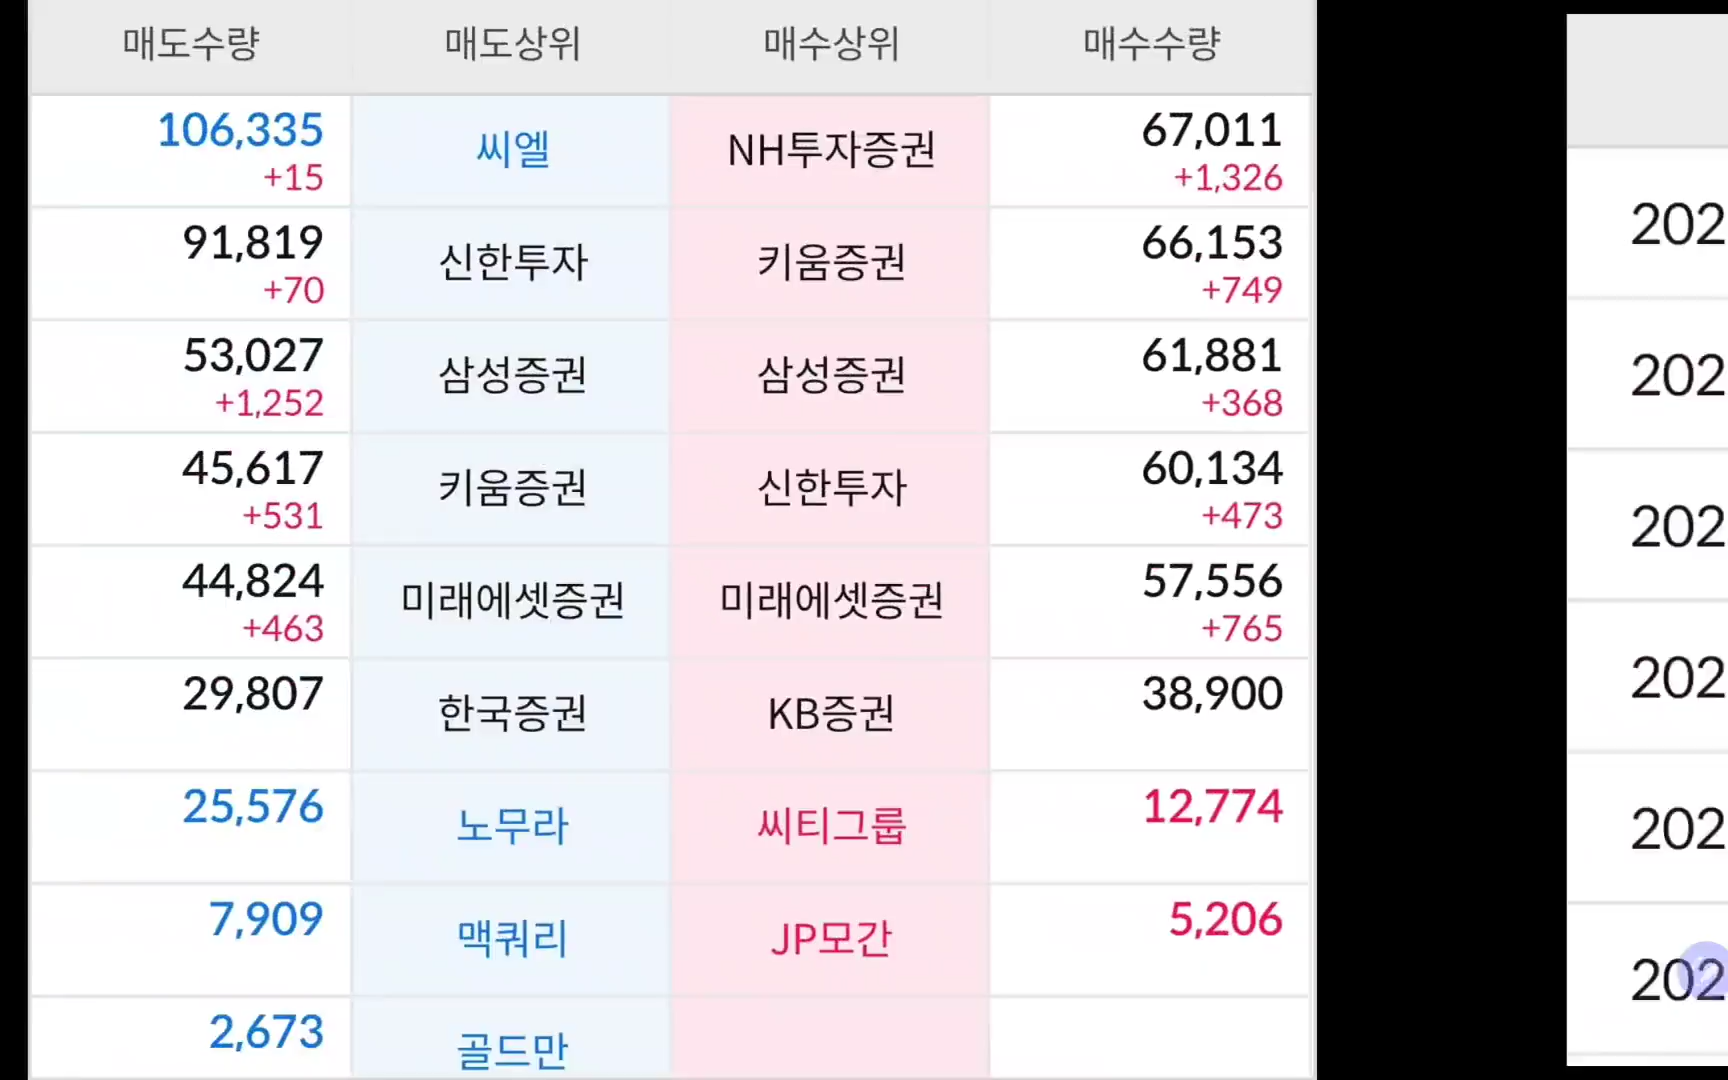 매도수량 매도상위 매수상위 매수수량
106,335 씨엘 NH투자증권 67,011
+15 +1,326
91,819 신한투자 키움증권 66,153
+70 +749
53,027 삼성증권 삼성증권 61,881
+1,252 +368
45,617 키움증권 신한투자 60,134
+531 +473
44,824 미래에셋증권 미래에셋증권 57,556
+463 +765
29,807 한국증권 KB증권 38,900
25,576 노무라 씨티그룹 12,774
7,909 맥쿼리 JP모간 5,206
2,673 골드만
202
202
202
202
202
202